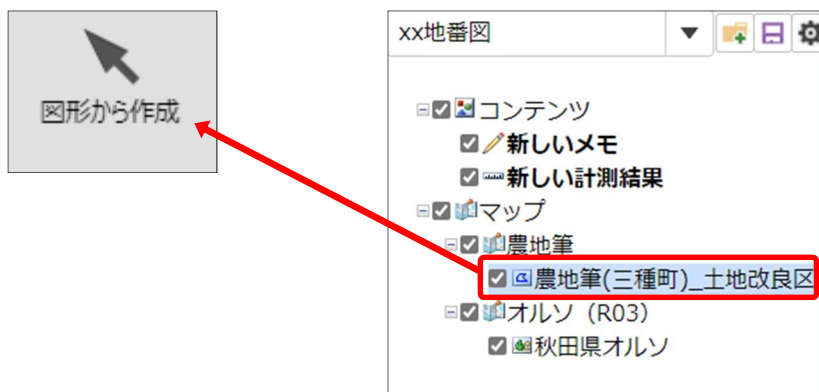 図形から作成
xx地番図
コンテンツ
新しいメモ
新しい計測結果
マップ
農地筆
農地筆(三種町)_土地改良区
オルソ（R03）
秋田県オルソ